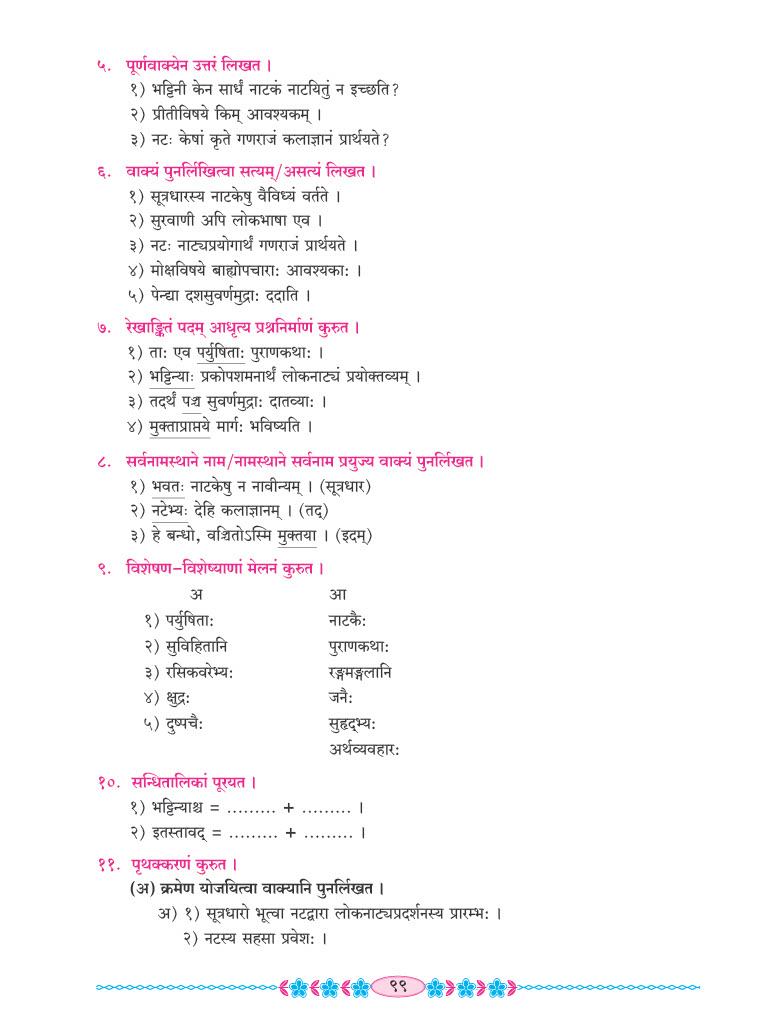 ५. पूर्णवाक्येन उत्तरं लिखत ।
१) भट्टिनी केन सार्धं नाटकं नाटयितुं न इच्छति?
२) प्रीतीविषये किम् आवश्यकम् ।
३) नटः केषां कृते गणराजं कलाज्ञानं प्रार्थयते?
६. वाक्यं पुनर्लिखित्वा सत्यम्/असत्यं लिखत ।
१) सूत्रधारस्य नाटकेषु वैविध्यं वर्तते ।
२) सुरवाणी अपि लोकभाषा एव ।
३) नटः नाट्यप्रयोगार्थं गणराजं प्रार्थयते ।
४) मोक्षविषये बाह्योपचाराः आवश्यकाः ।
५) पेन्द्या दशसुवर्णमुद्राः ददाति ।
७. रेखाङ्कितं पदम् आधृत्य प्रश्ननिर्माणं कुरुत ।
१) ताः एव पर्युषिताः पुराणकथाः ।
२) भट्टिन्याः प्रकोपशमनार्थं लोकनाट्यं प्रयोक्तव्यम् ।
३) तदर्थं पञ्च सुवर्णमुद्राः दातव्याः ।
४) मुक्ताप्राप्तये मार्गः भविष्यति ।
८. सर्वनामस्थाने नाम/नामस्थाने सर्वनाम प्रयुज्य वाक्यं पुनर्लिखत ।
१) भवतः नाटकेषु न नावीन्यम् । (सूत्रधार)
२) नटेभ्यः देहि कलाज्ञानम् । (तद्)
३) हे बन्धो, वञ्चितोऽस्मि मुक्तया । (इदम्)
९. विशेषण-विशेष्याणां मेलनं कुरुत ।
अ आ
१) पर्युषिताः नाटकैः
२) सुविहितानि पुराणकथाः
३) रसिकवरेभ्यः रङ्गमङ्गलानि
४) क्षुद्रः जनैः
५) दुष्पचैः सुहृद्भ्यः
अर्थव्यवहारः
१०. सन्धितालिकां पूरयत ।
१) भट्टिन्याश्च = ......... + ......... ।
२) इतस्तावद् = ......... + ......... ।
११. पृथक्करणं कुरुत ।
(अ) क्रमेण योजयित्वा वाक्यानि पुनर्लिखत ।
अ) १) सूत्रधारो भूत्वा नटद्वारा लोकनाट्यप्रदर्शनस्य प्रारम्भः ।
२) नटस्य सहसा प्रवेशः ।
९९